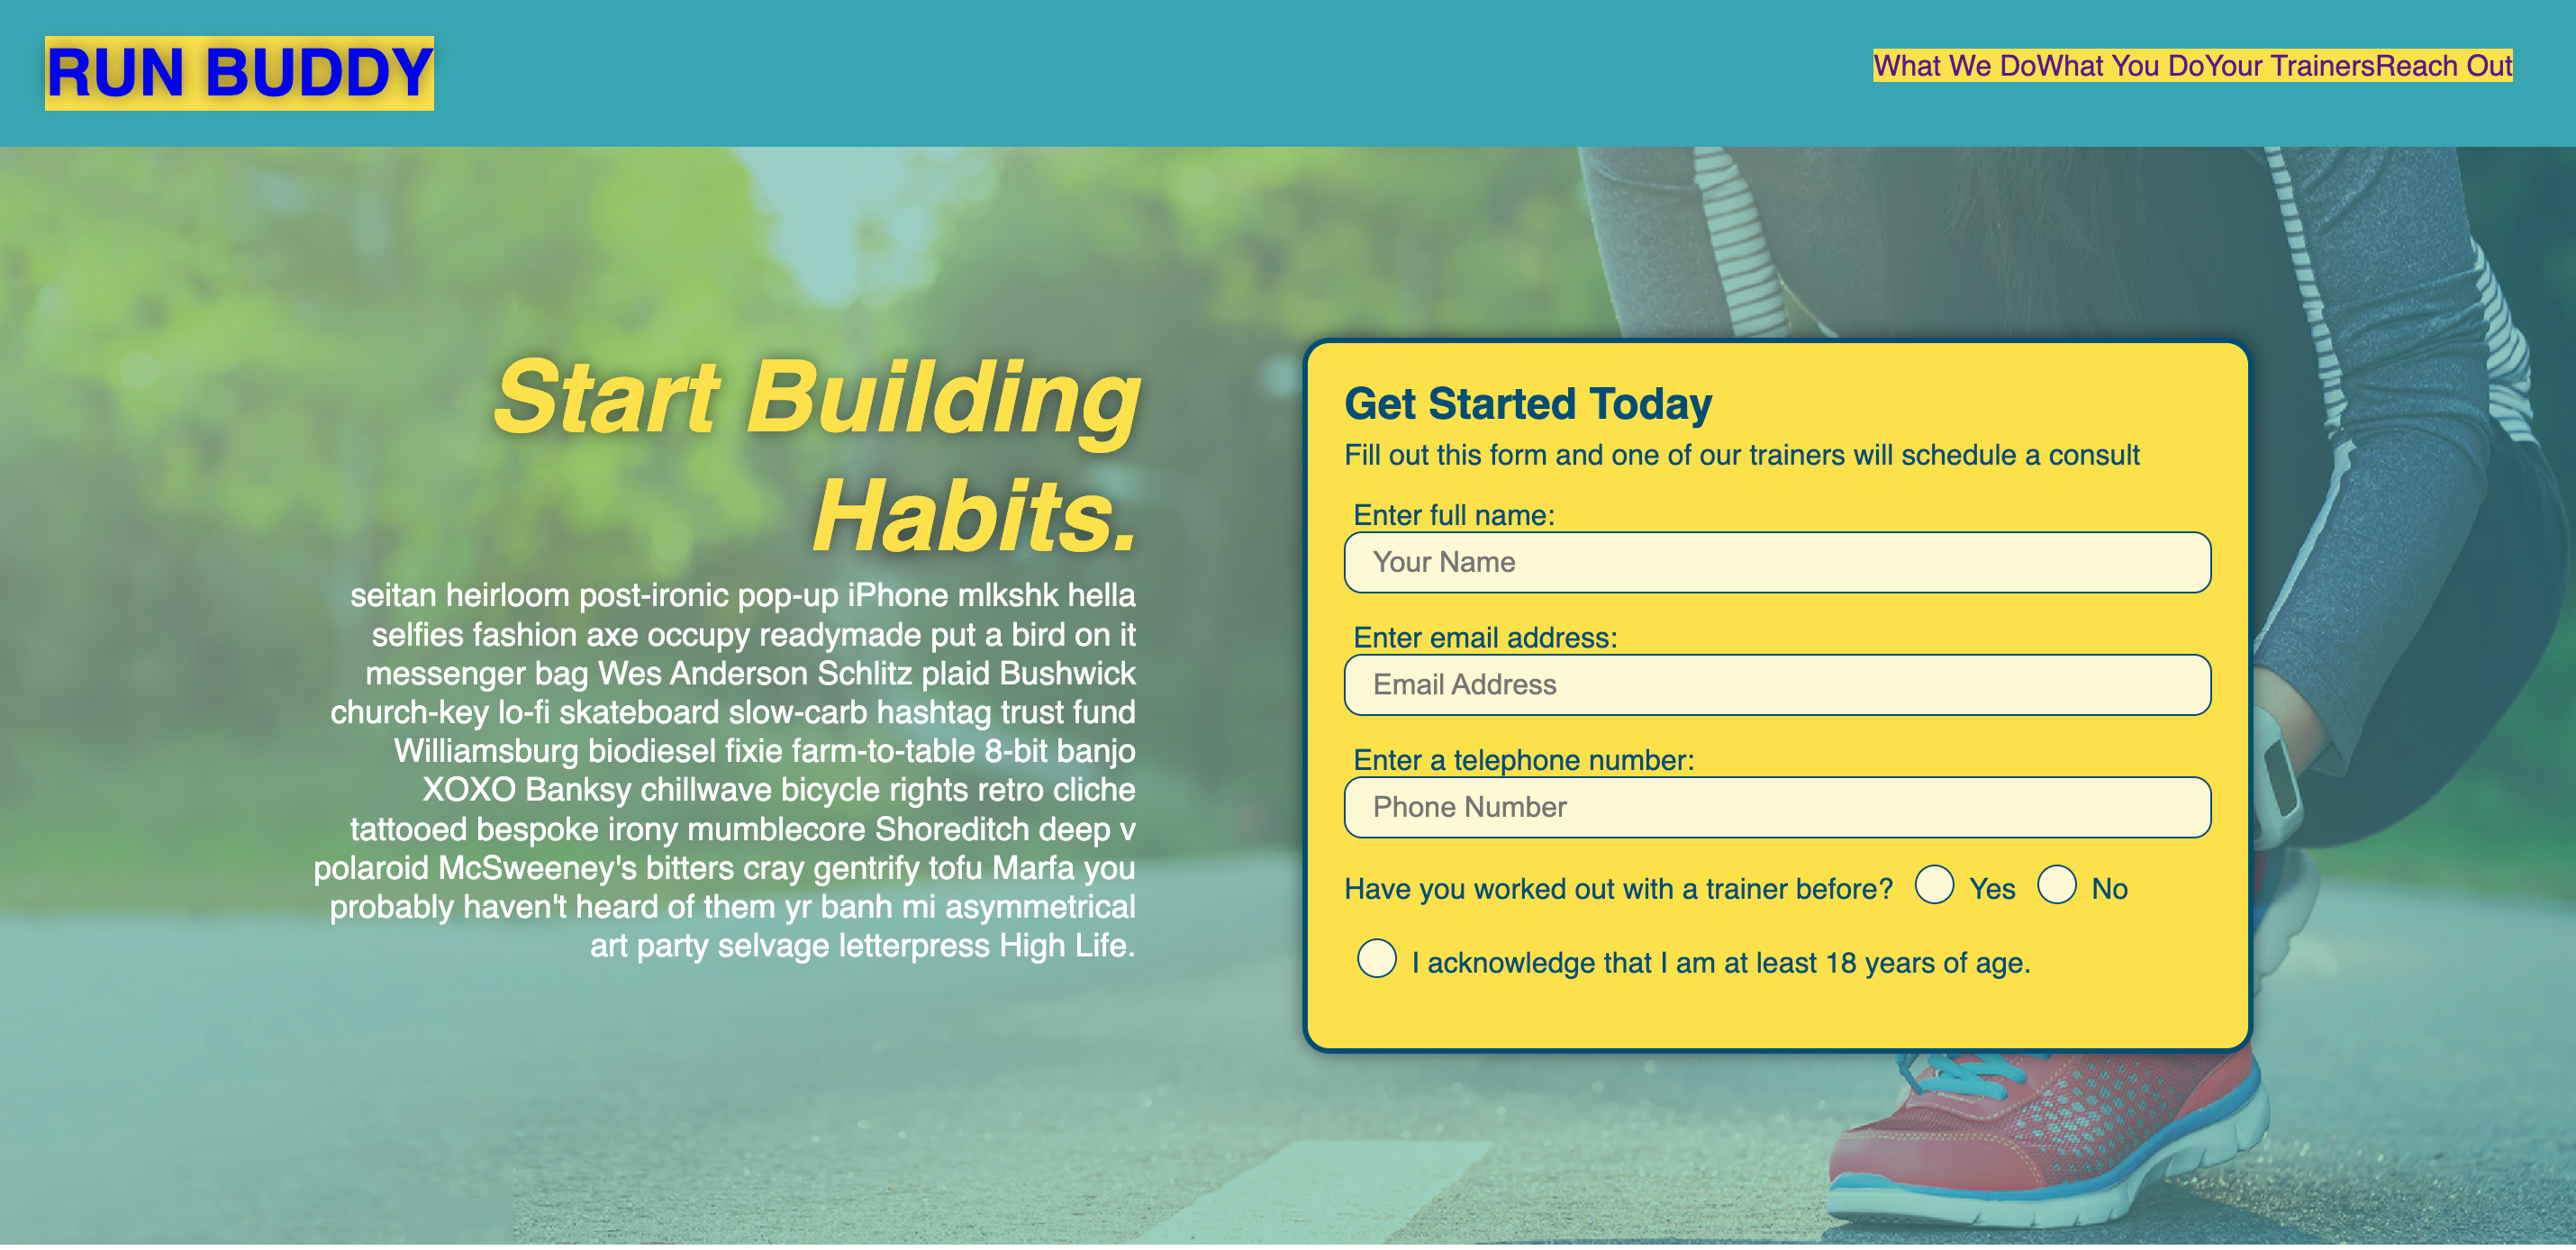 RUN BUDDY
What We DoWhat You DoYour TrainersReach Out
Start Building
Habits.
seitan heirloom post-ironic pop-up iPhone mlkshk hella
selfies fashion axe occupy readymade put a bird on it
messenger bag Wes Anderson Schlitz plaid Bushwick
church-key lo-fi skateboard slow-carb hashtag trust fund
Williamsburg biodiesel fixie farm-to-table 8-bit banjo
XOXO Banksy chillwave bicycle rights retro cliche
tattooed bespoke irony mumblecore Shoreditch deep v
polaroid McSweeney's bitters cray gentrify tofu Marfa you
probably haven't heard of them yr banh mi asymmetrical
art party selvage letterpress High Life.
Get Started Today
Fill out this form and one of our trainers will schedule a consult
Enter full name:
Your Name
Enter email address:
Email Address
Enter a telephone number:
Phone Number
Have you worked out with a trainer before? Yes No
I acknowledge that I am at least 18 years of age.